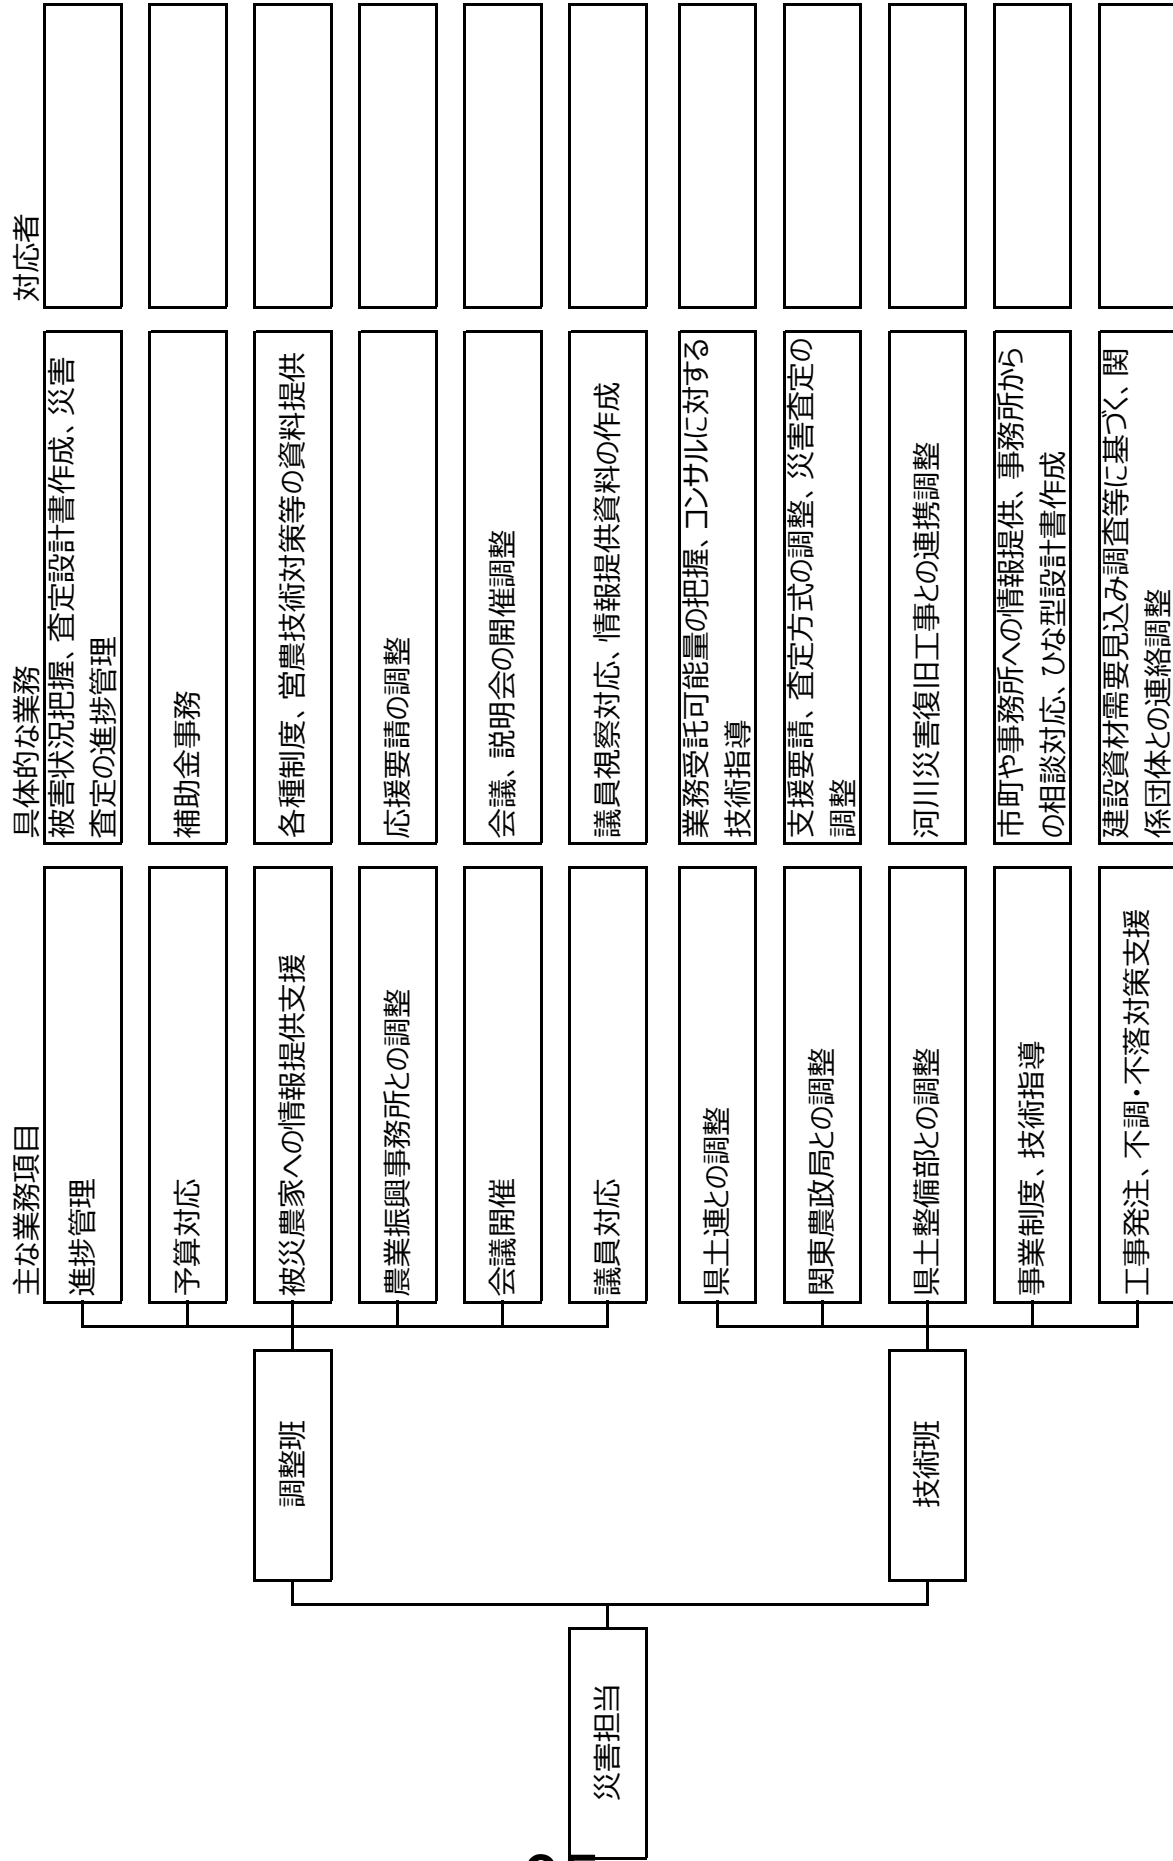 主な業務項目
具体的な業務
対応者
災害担当
調整班
進捗管理
被害状況把握、査定設計書作成、災害
査定の進捗管理
予算対応
補助金事務
被災農家への情報提供支援
各種制度、営農技術対策等の資料提供
農業振興事務所との調整
応援要請の調整
会議開催
会議、説明会の開催調整
議員対応
議員視察対応、情報提供資料の作成
技術班
県土連との調整
業務受託可能量の把握、コンサルに対する
技術指導
関東農政局との調整
支援要請、査定方式の調整、災害査定の
調整
県土整備部との調整
河川災害復旧工事との連携調整
事業制度、技術指導
市町や事務所への情報提供、事務所から
の相談対応、ひな型設計書作成
工事発注、不調・不落対策支援
建設資材需要見込み調査等に基づく、関
係団体との連絡調整